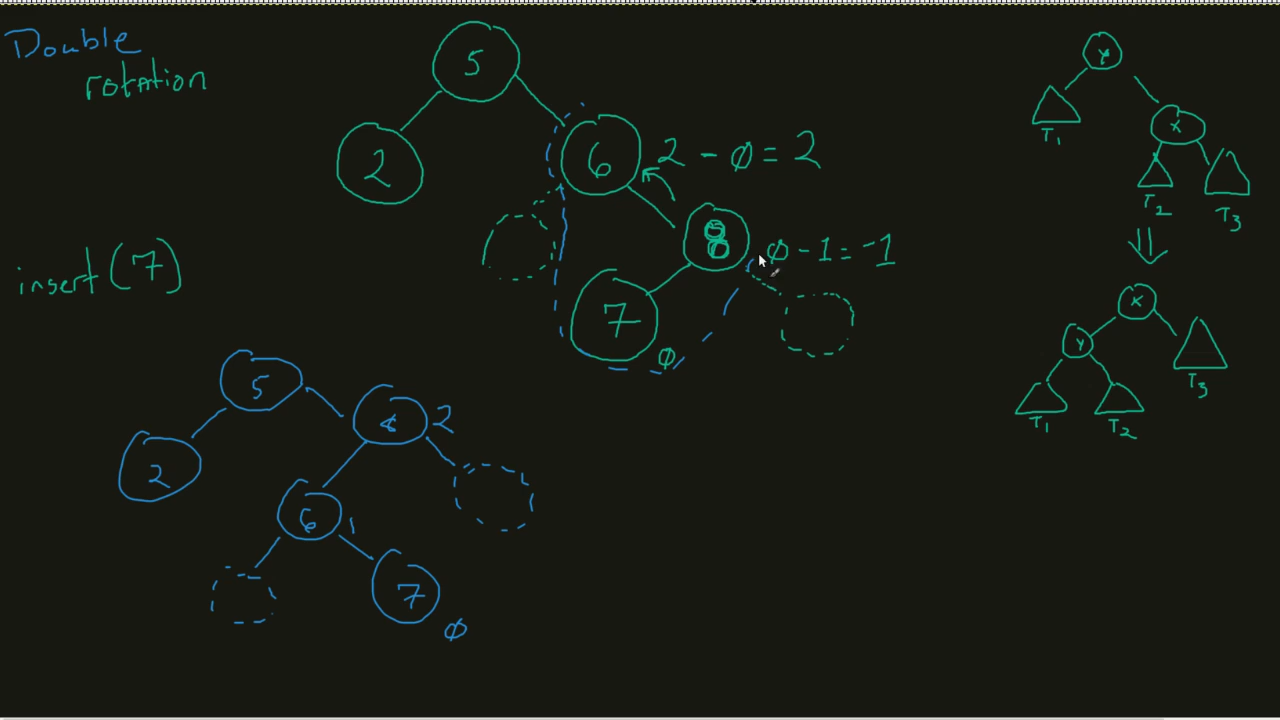 Double
rotation
5
2
6
2 - ø = 2
8
ø - 1 = -1
7
ø
insert(7)
5
2
2
6
1
7
ø
Y
T1
X
T2
T3
X
Y
T3
T1
T2